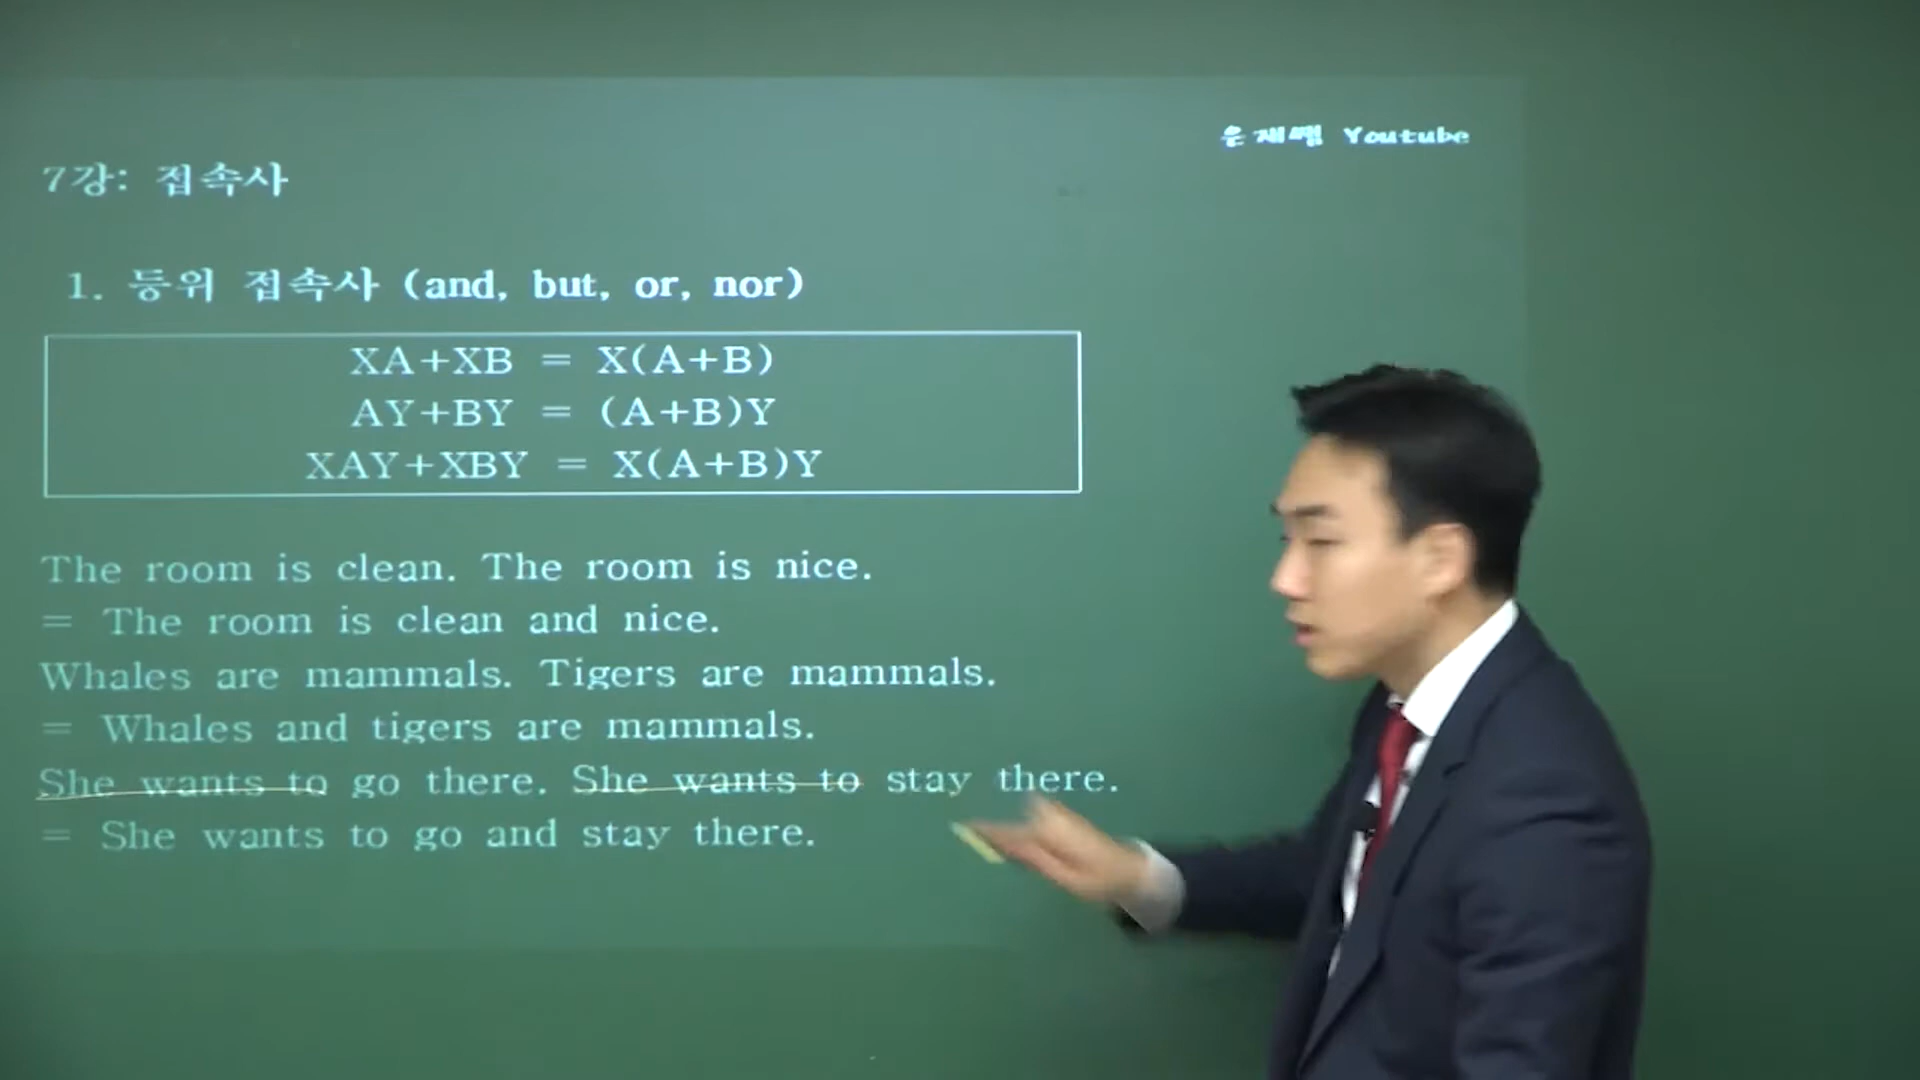 은재쌤 Youtube
7강: 접속사
1. 등위 접속사 (and, but, or, nor)
XA+XB = X(A+B)
AY+BY = (A+B)Y
XAY+XBY = X(A+B)Y
The room is clean. The room is nice.
= The room is clean and nice.
Whales are mammals. Tigers are mammals.
= Whales and tigers are mammals.
She wants to go there. She wants to stay there.
= She wants to go and stay there.